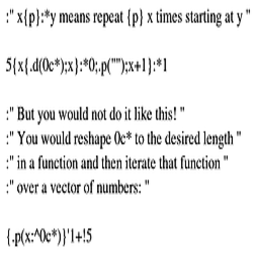 :" x{p}:*y means repeat {p} x times starting at y "
5{x{.d(0c*);x}:*0;.p("");x+1}:*1
:" But you would not do it like this! "
:" You would reshape 0c* to the desired length "
:" in a function and then iterate that function "
:" over a vector of numbers: "
{.p(x:^0c*)}'1+!5